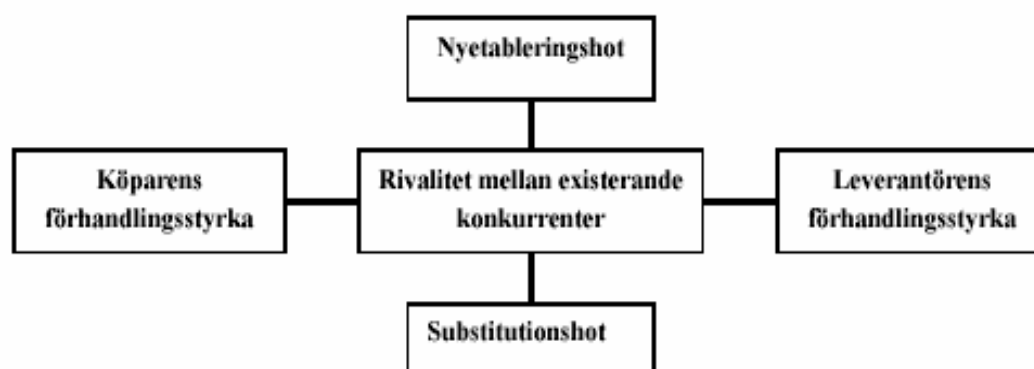 Nyetableringshot
Köparens
förhandlingsstyrka
Rivalitet mellan existerande
konkurrenter
Leverantörens
förhandlingsstyrka
Substitutionshot